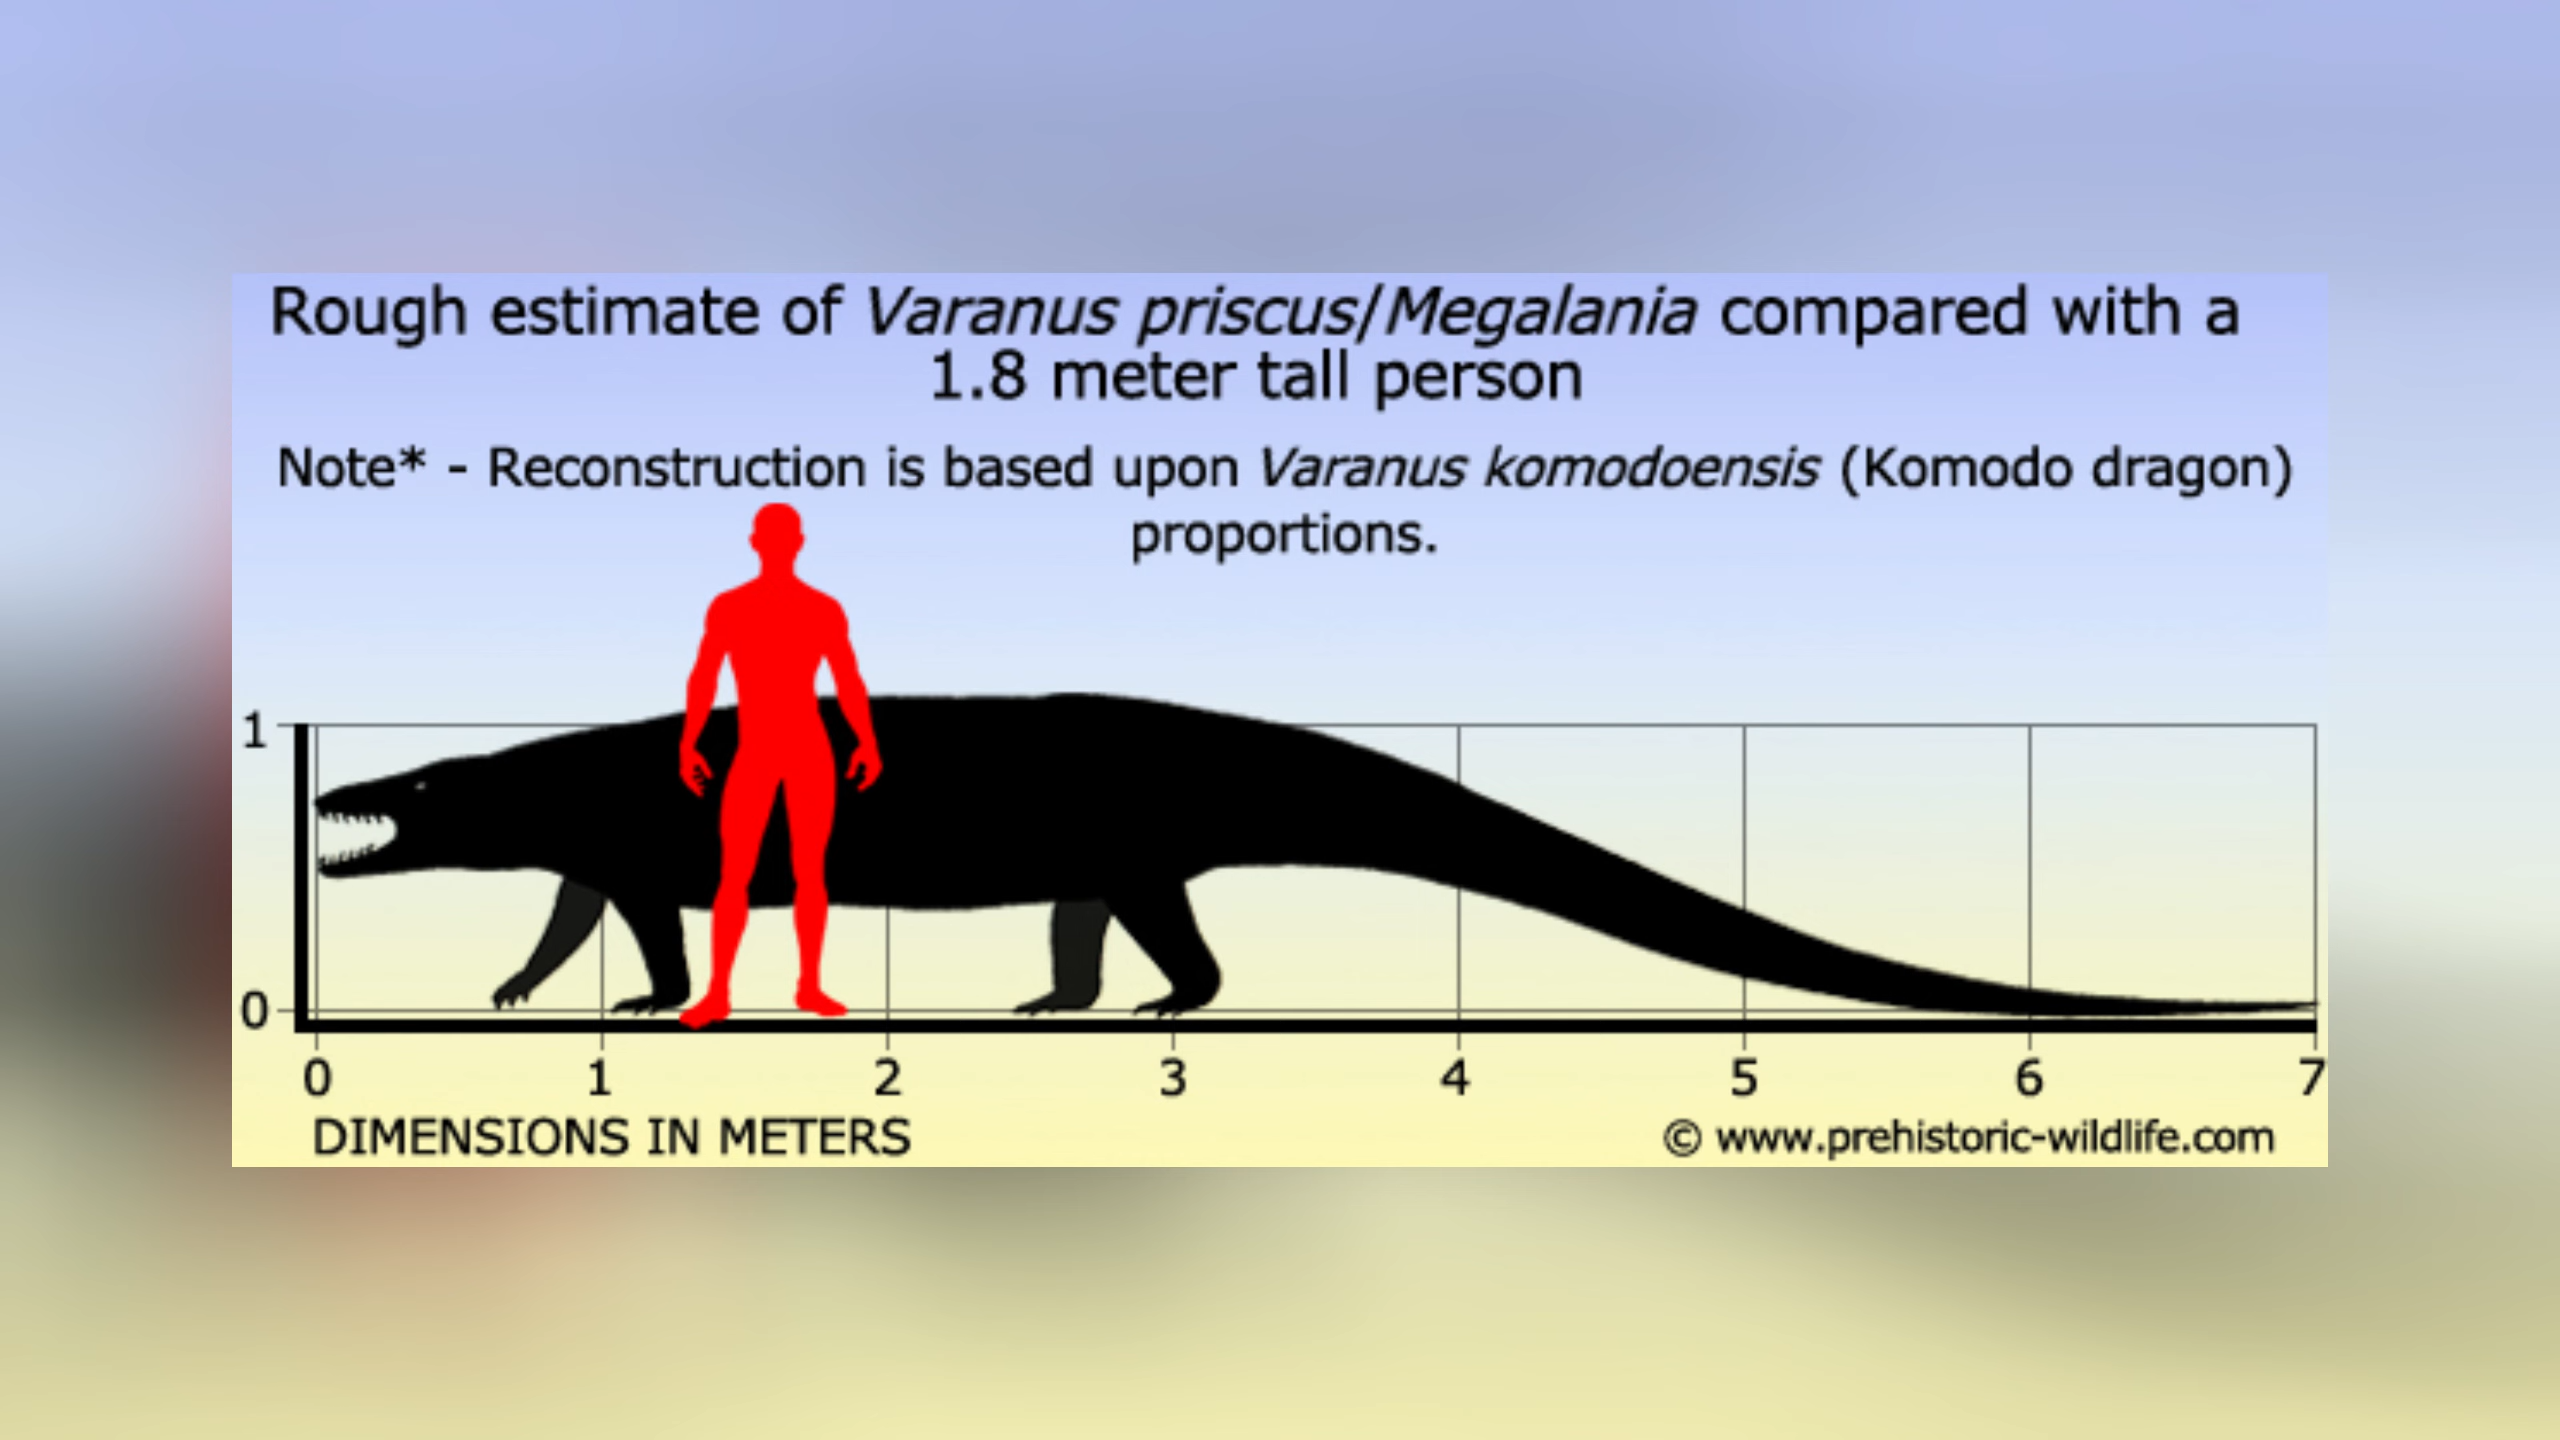 Rough estimate of Varanus priscus/Megalania compared with a
1.8 meter tall person
Note* - Reconstruction is based upon Varanus komodoensis (Komodo dragon)
proportions.
1
0
0 1 2 3 4 5 6 7
DIMENSIONS IN METERS
© www.prehistoric-wildlife.com